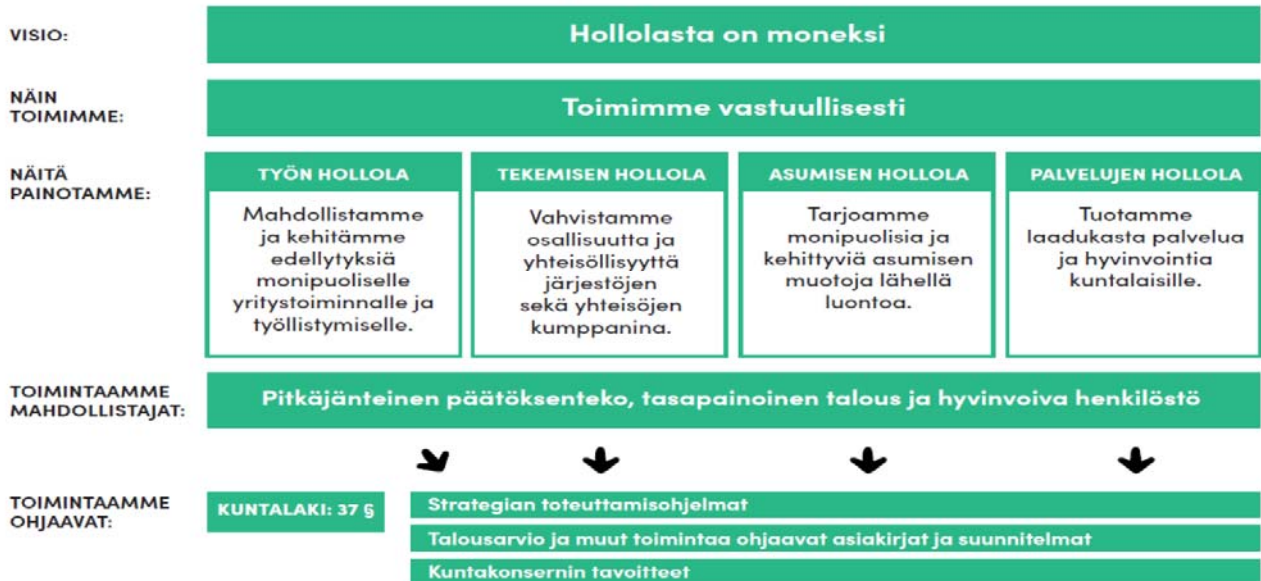 VISIO:
Hollolasta on moneksi
NÄIN
TOIMIMME:
Toimimme vastuullisesti
NÄITÄ
PAINOTAMME:
TYÖN HOLLOLA
Mahdollistamme
ja kehitämme
edellytyksiä
monipuoliselle
yritystoiminnalle ja
työllistymiselle.
TEKEMISEN HOLLOLA
Vahvistamme
osallisuutta ja
yhteisöllisyyttä
järjestöjen
sekä yhteisöjen
kumppanina.
ASUMISEN HOLLOLA
Tarjoamme
monipuolisia ja
kehittyviä asumisen
muotoja lähellä
luontoa.
PALVELUJEN HOLLOLA
Tuotamme
laadukasta palvelua
ja hyvinvointia
kuntalaisille.
TOIMINTAAMME
MAHDOLLISTAJAT:
Pitkäjänteinen päätöksenteko, tasapainoinen talous ja hyvinvoiva henkilöstö
TOIMINTAAMME
OHJAAVAT:
KUNTALAKI: 37 §
Strategian toteuttamisohjelmat
Talousarvio ja muut toimintaa ohjaavat asiakirjat ja suunnitelmat
Kuntakonsernin tavoitteet